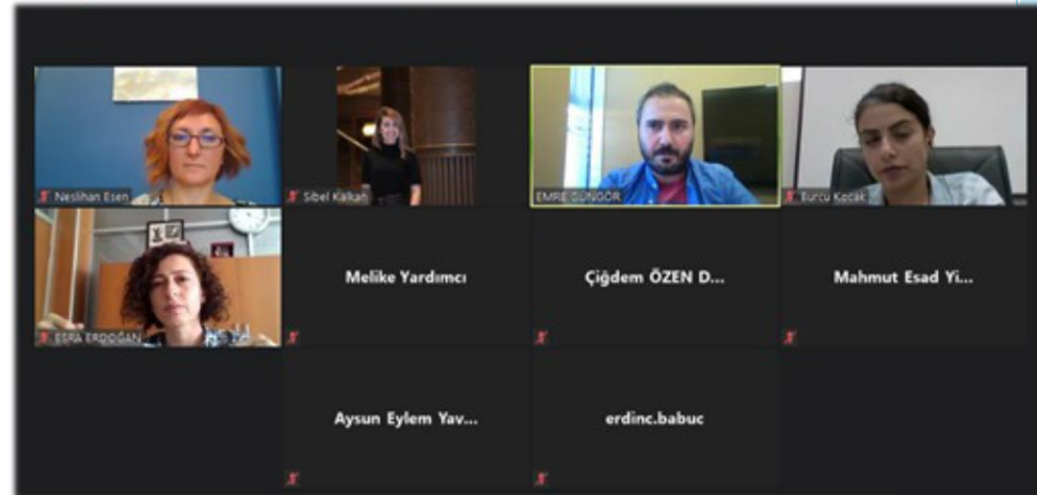 Neslihan Esen
Sibel Kalkan
EMRE GÜNGÖR
Burcu Kocak
ESRA ERDOĞAN
Melike Yardımcı
Çiğdem ÖZEN D...
Mahmut Esad Yi...
Aysun Eylem Yav...
erdinc.babuc